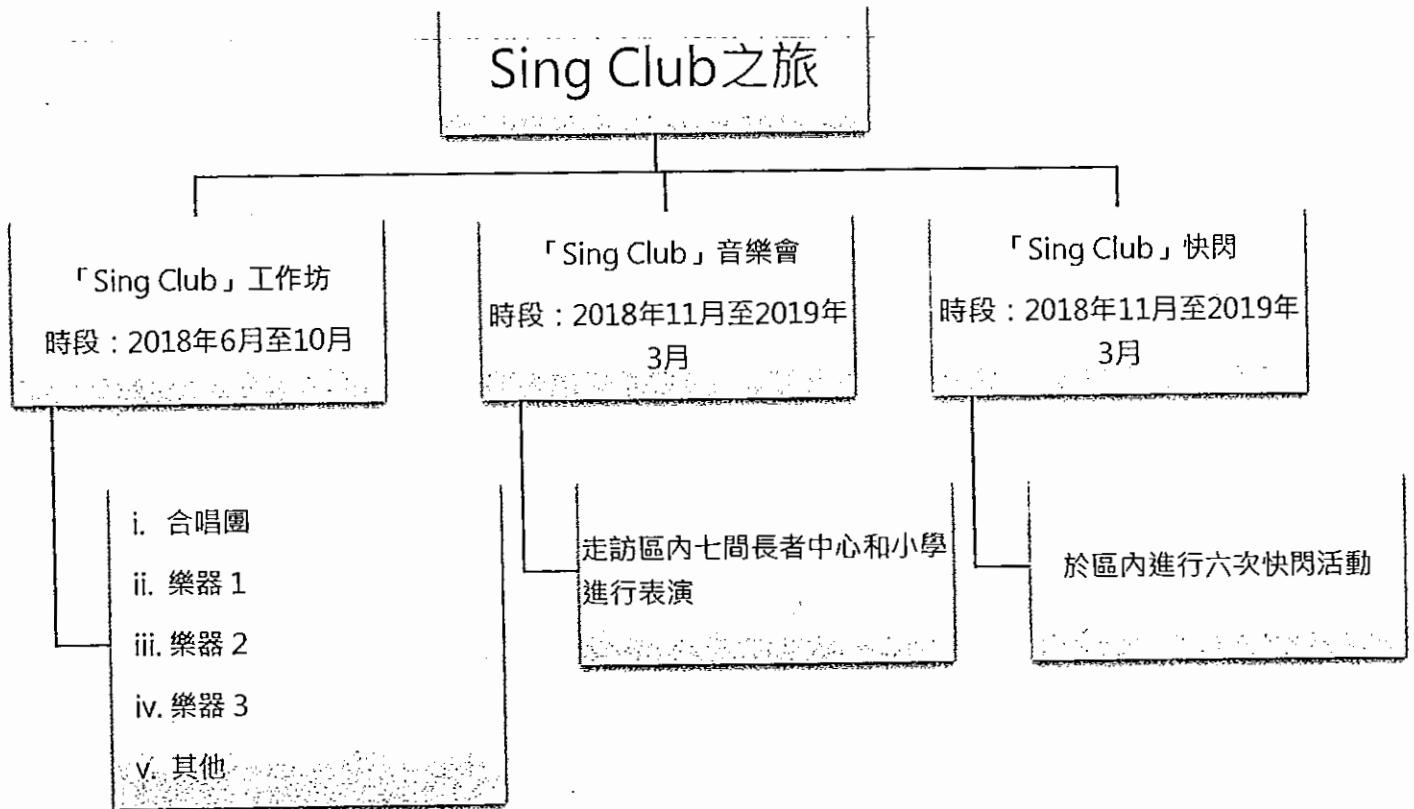 Sing Club之旅
「Sing Club」工作坊
時段：2018年6月至10月
「Sing Club」音樂會
時段：2018年11月至2019年
3月
「Sing Club」快閃
時段：2018年11月至2019年
3月
i. 合唱團
ii. 樂器 1
iii. 樂器 2
iv. 樂器 3
v. 其他
走訪區內七間長者中心和小學
進行表演
於區內進行六次快閃活動